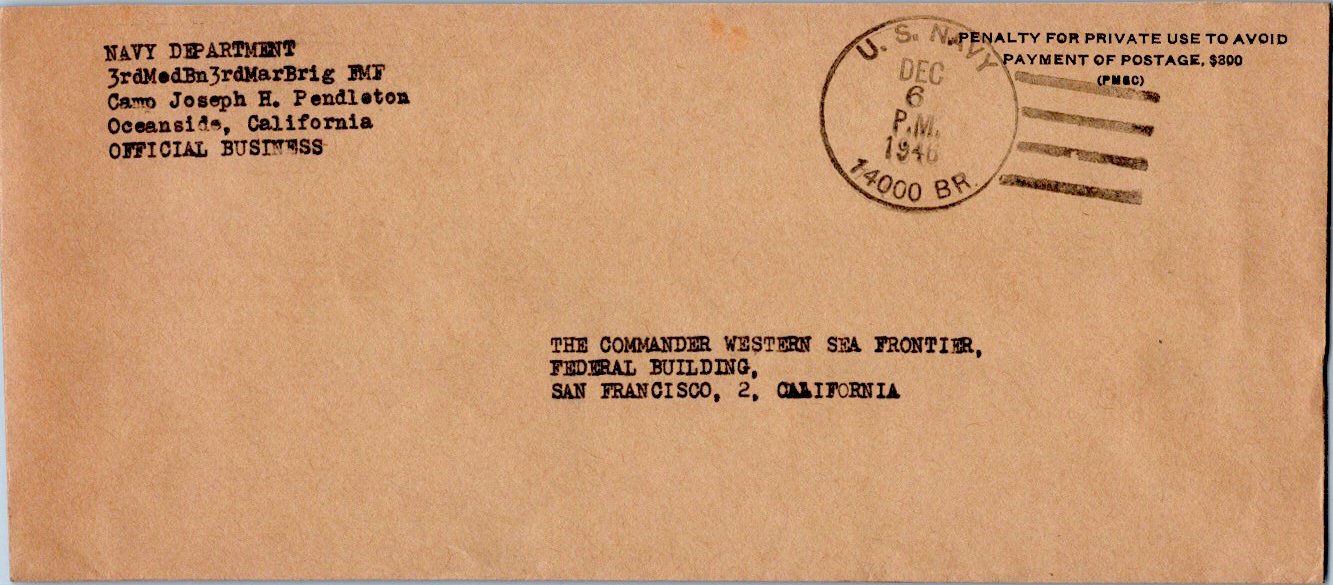 NAVY DEPARTMENT
3rdMedBn3rdMarBrig FMF
Camp Joseph H. Pendleton
Oceanside, California
OFFICIAL BUSINESS
U. S. NAVY
DEC
6
P.M.
1946
14000 BR.
PENALTY FOR PRIVATE USE TO AVOID
PAYMENT OF POSTAGE, $300
(PMGC)
THE COMMANDER WESTERN SEA FRONTIER,
FEDERAL BUILDING,
SAN FRANCISCO, 2, CALIFORNIA